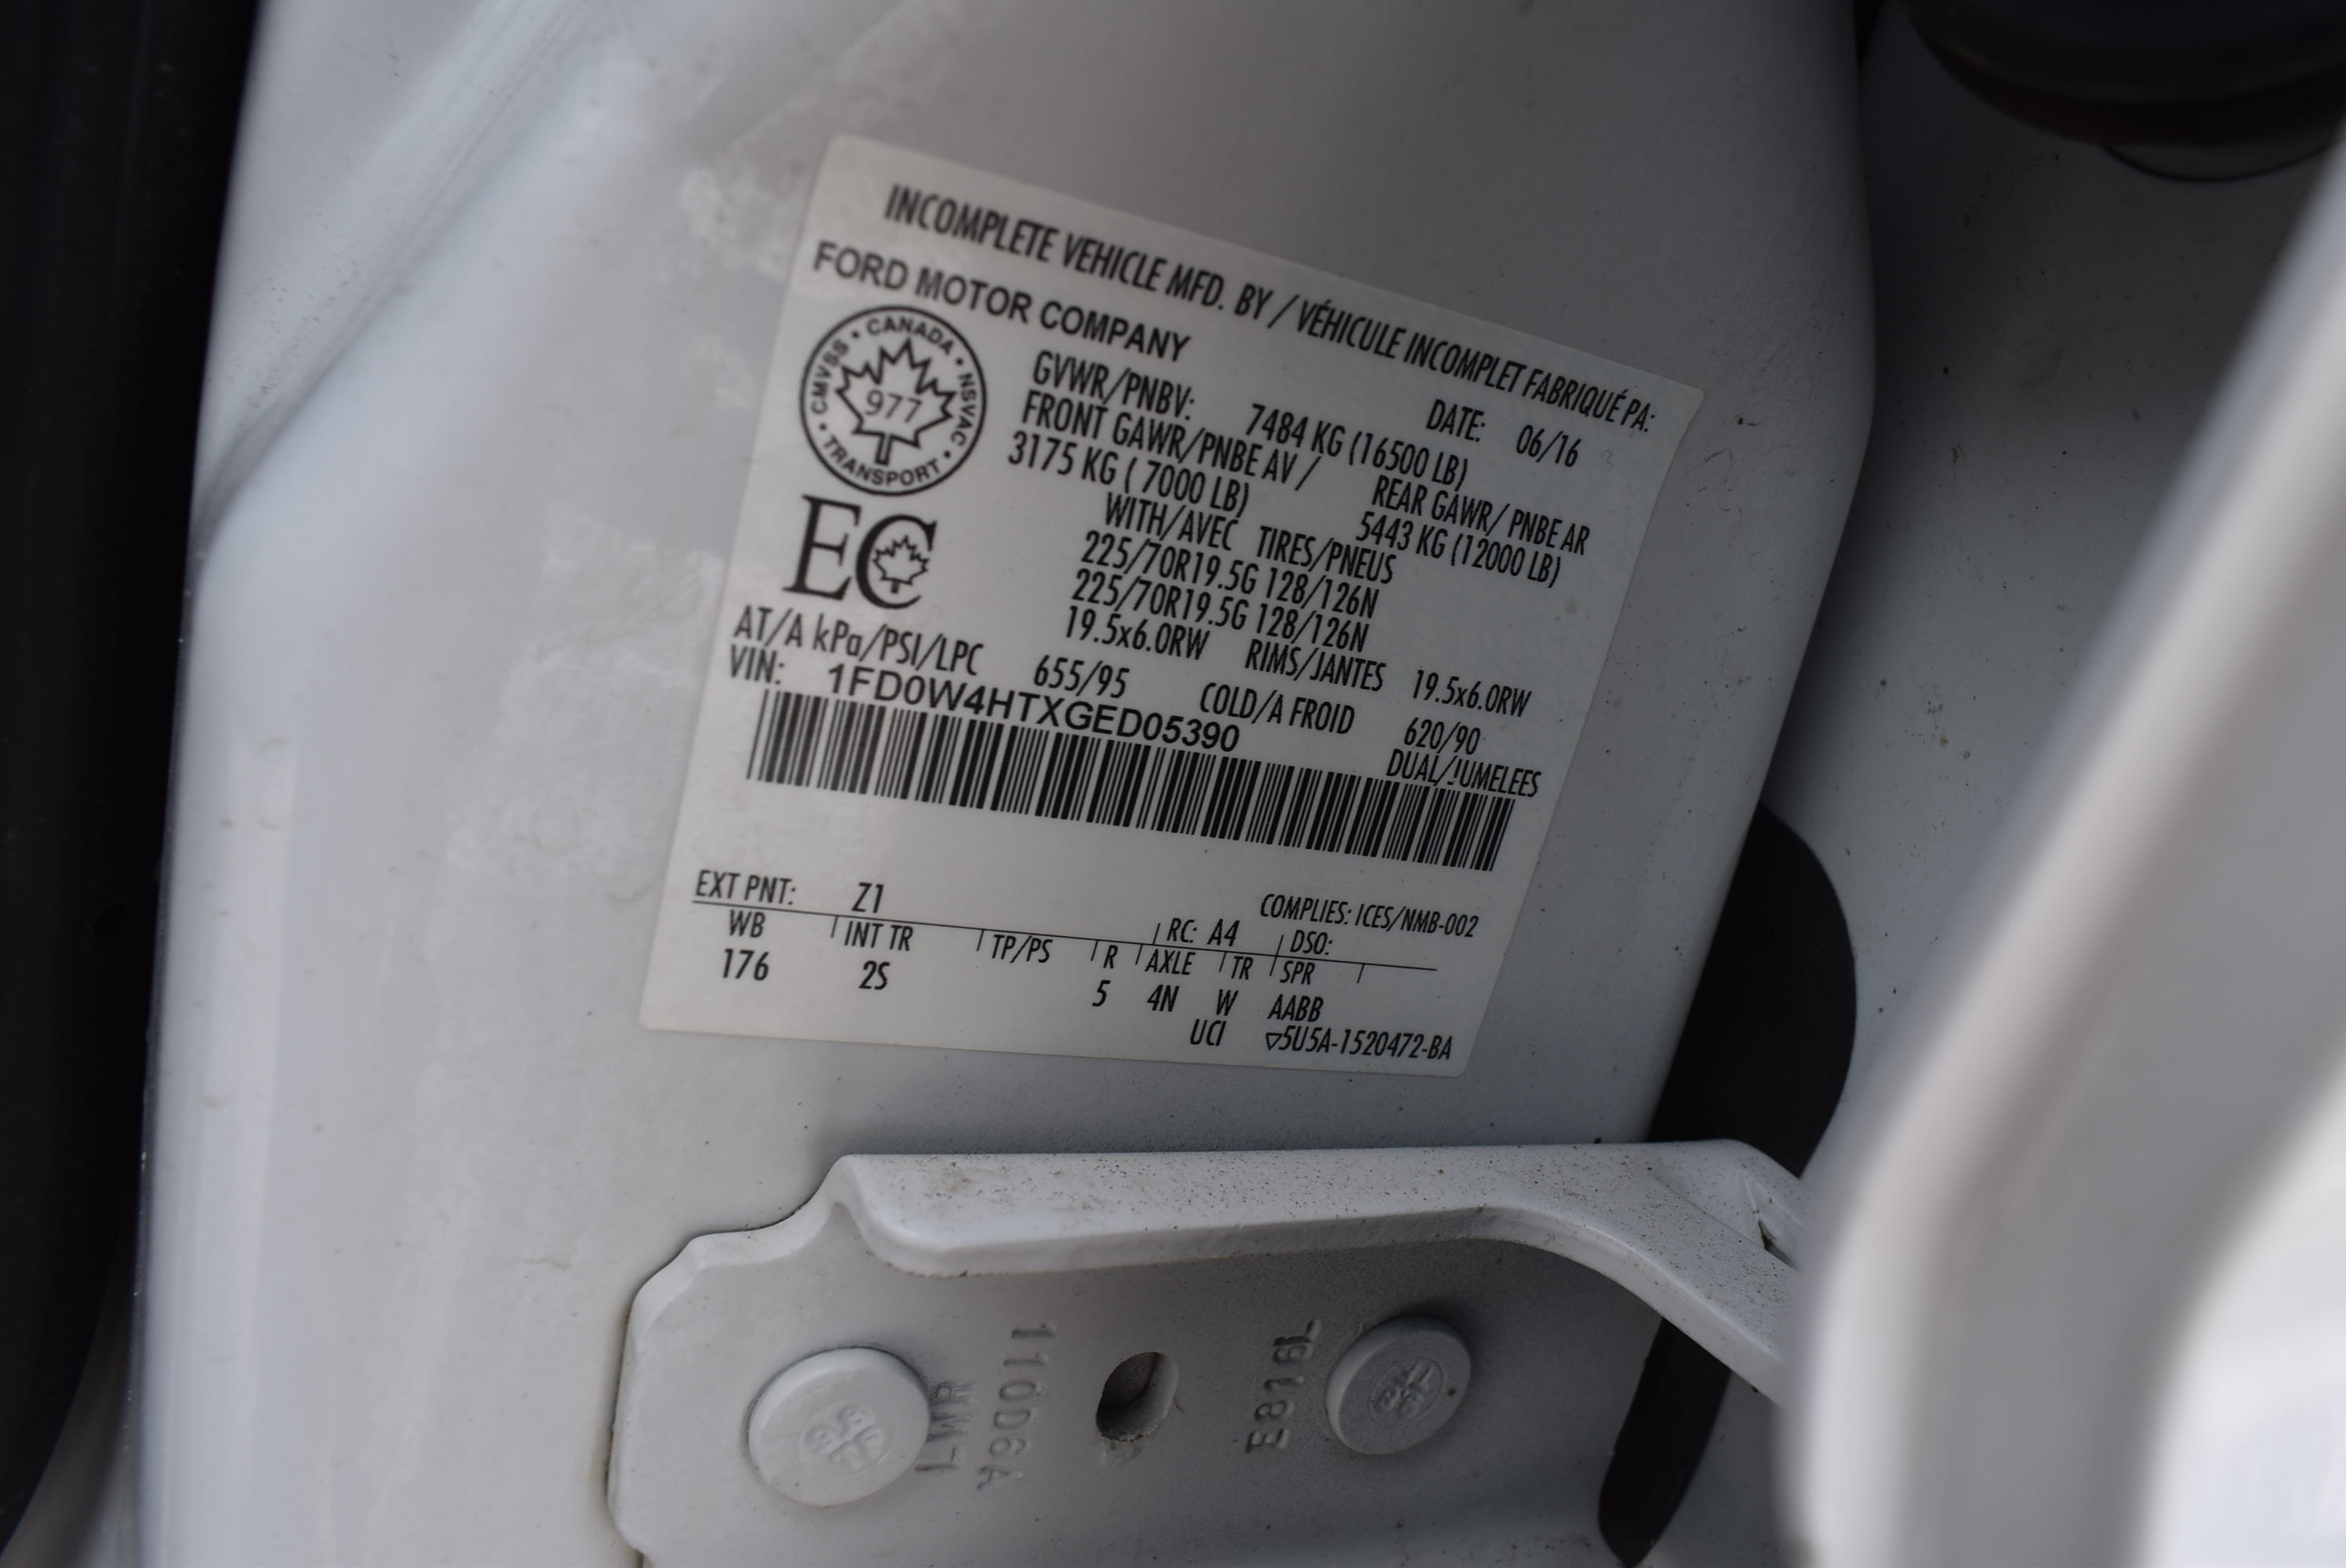 INCOMPLETE VEHICLE MFD. BY / VÉHICULE INCOMPLET FABRIQUÉ PA:
FORD MOTOR COMPANY
DATE: 06/16
GVWR/PNBV: 7484 KG (16500 LB)
FRONT GAWR/PNBE AV / REAR GAWR/ PNBE AR
3175 KG ( 7000 LB) 5443 KG (12000 LB)
WITH/AVEC TIRES/PNEUS
225/70R19.5G 128/126N
225/70R19.5G 128/126N
19.5x6.0RW RIMS/JANTES 19.5x6.0RW
AT/A kPa/PSI/LPC 655/95 COLD/A FROID 620/90
VIN: 1FD0W4HTXGED05390
DUAL/JUMELEES
CANADA • NSVAC • TRANSPORT • CMVSS •
977
EC
COMPLIES: ICES/NMB-002
EXT PNT: Z1 RC: A4 DSO:
WB INT TR TP/PS R AXLE TR SPR
176 2S 5 4N W AABB
UCI ▽5U5A-1520472-BA
110D6A
E8191